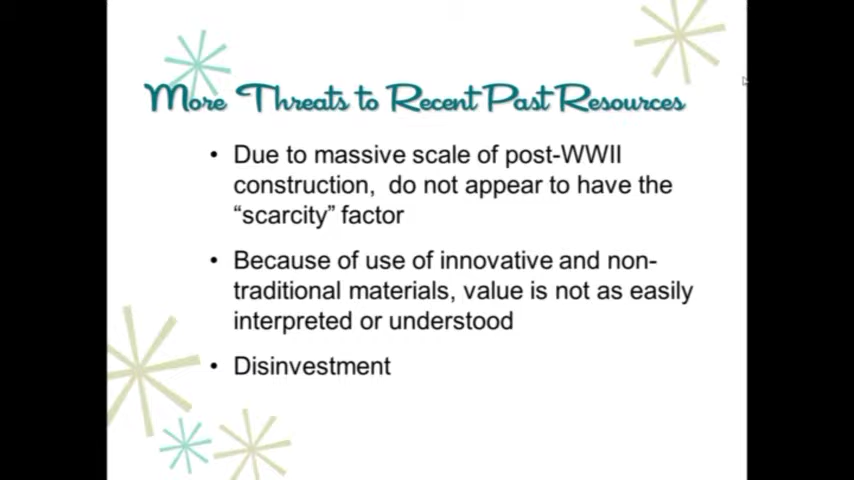 More Threats to Recent Past Resources
• Due to massive scale of post-WWII
construction, do not appear to have the
“scarcity” factor
• Because of use of innovative and non-
traditional materials, value is not as easily
interpreted or understood
• Disinvestment